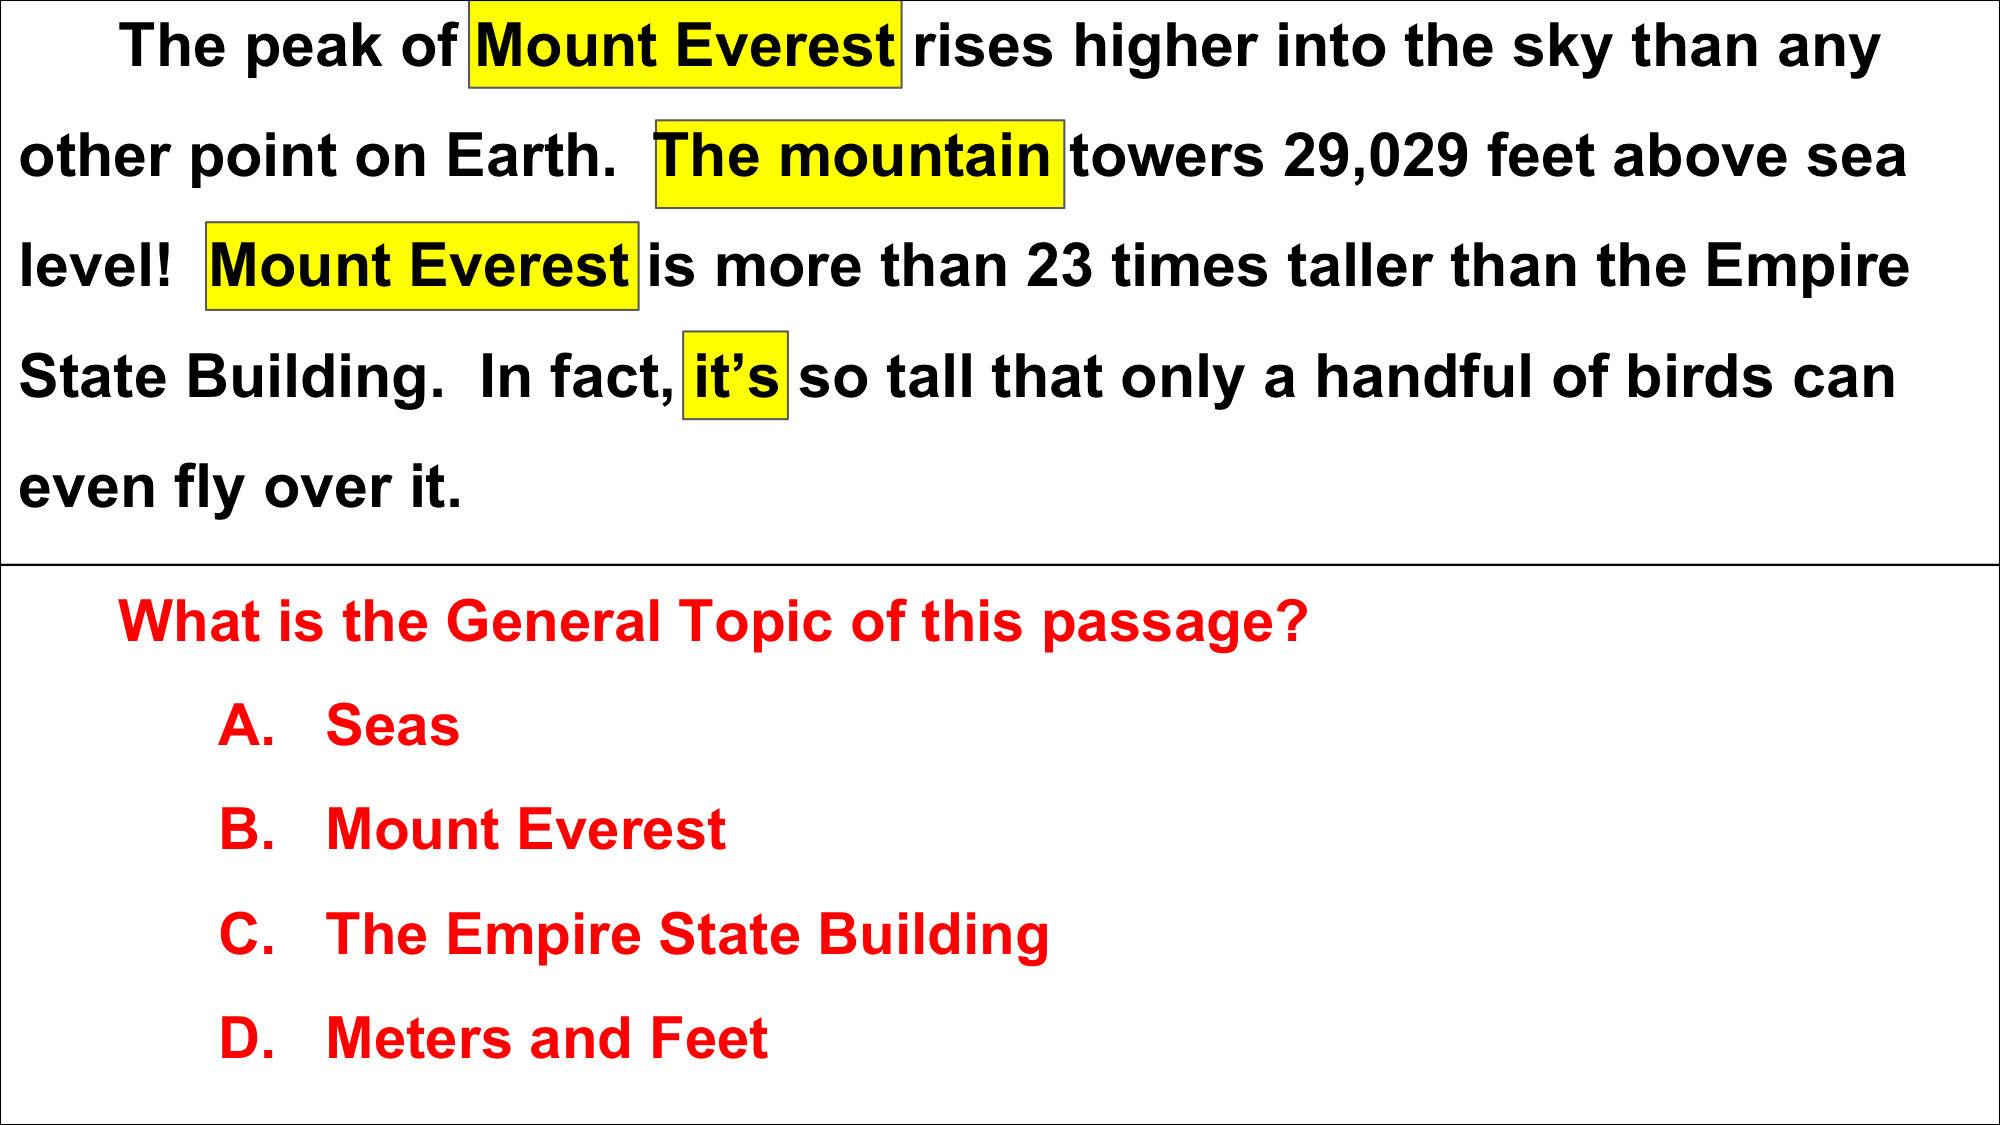 The peak of Mount Everest rises higher into the sky than any
other point on Earth.  The mountain towers 29,029 feet above sea
level!  Mount Everest is more than 23 times taller than the Empire
State Building.  In fact, it’s so tall that only a handful of birds can
even fly over it.
What is the General Topic of this passage?
A. Seas
B. Mount Everest
C. The Empire State Building
D. Meters and Feet